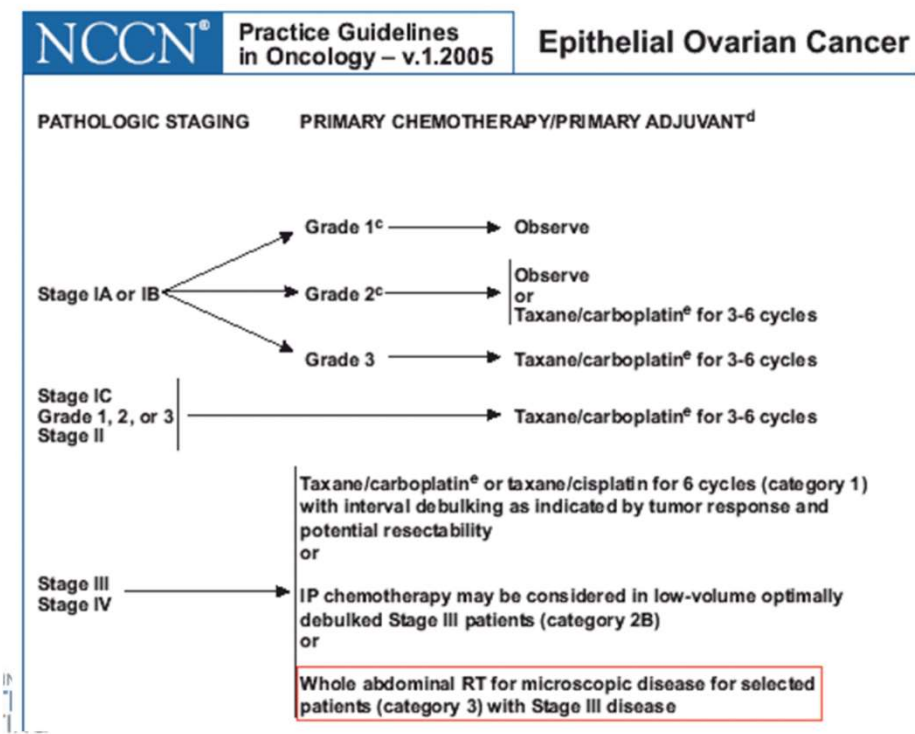 NCCN®
Practice Guidelines
in Oncology – v.1.2005
Epithelial Ovarian Cancer
PATHOLOGIC STAGING
PRIMARY CHEMOTHERAPY/PRIMARY ADJUVANTᵈ
Stage IA or IB
Grade 1ᶜ
Observe
Grade 2ᶜ
Observe
or
Taxane/carboplatinᵉ for 3-6 cycles
Grade 3
Taxane/carboplatinᵉ for 3-6 cycles
Stage IC
Grade 1, 2, or 3
Stage II
Taxane/carboplatinᵉ for 3-6 cycles
Stage III
Stage IV
Taxane/carboplatinᵉ or taxane/cisplatin for 6 cycles (category 1)
with interval debulking as indicated by tumor response and
potential resectability
or
IP chemotherapy may be considered in low-volume optimally
debulked Stage III patients (category 2B)
or
Whole abdominal RT for microscopic disease for selected
patients (category 3) with Stage III disease